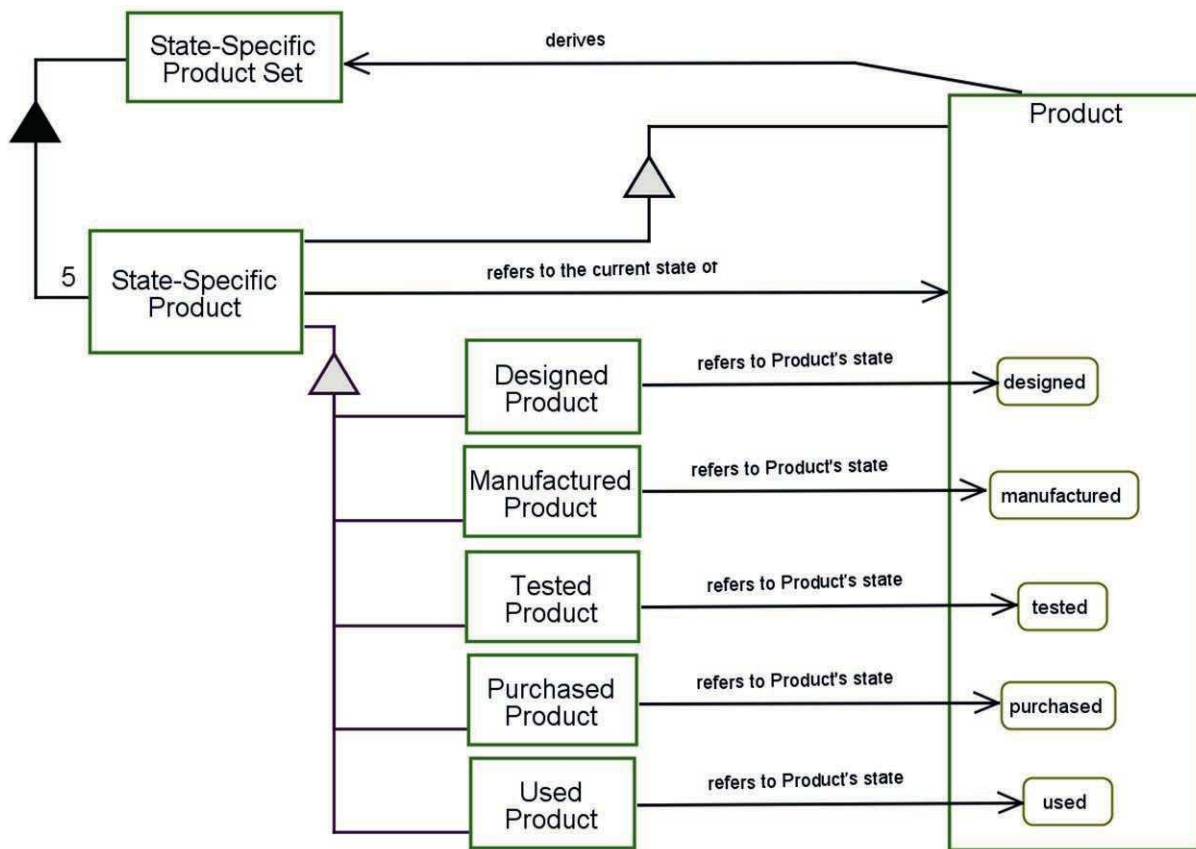 State-Specific
Product Set
derives
Product
5
State-Specific
Product
refers to the current state of
Designed
Product
refers to Product's state
designed
Manufactured
Product
refers to Product's state
manufactured
Tested
Product
refers to Product's state
tested
Purchased
Product
refers to Product's state
purchased
Used
Product
refers to Product's state
used